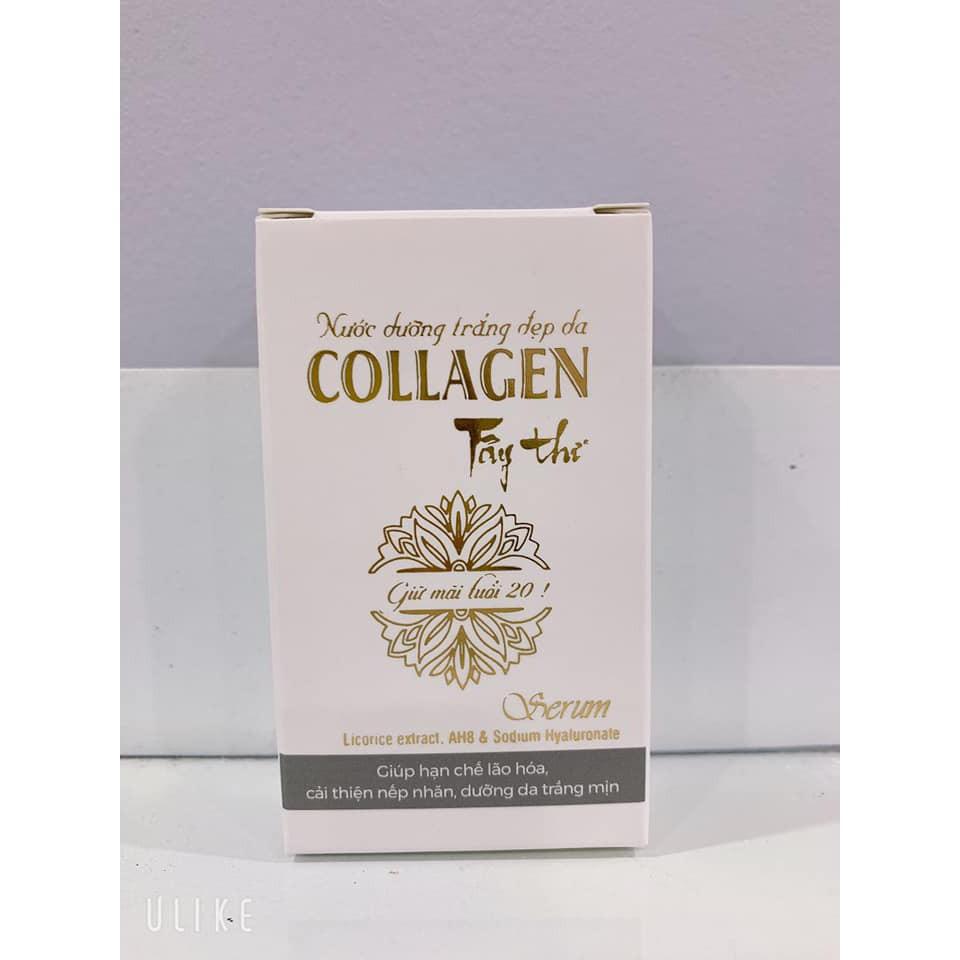 Nước dưỡng trắng đẹp da
COLLAGEN
Tây thi
Giữ mãi tuổi 20 !
Serum
Licorice extract, AH8 & Sodium Hyaluronate
Giúp hạn chế lão hóa,
cải thiện nếp nhăn, dưỡng da trắng mịn
ULIKE